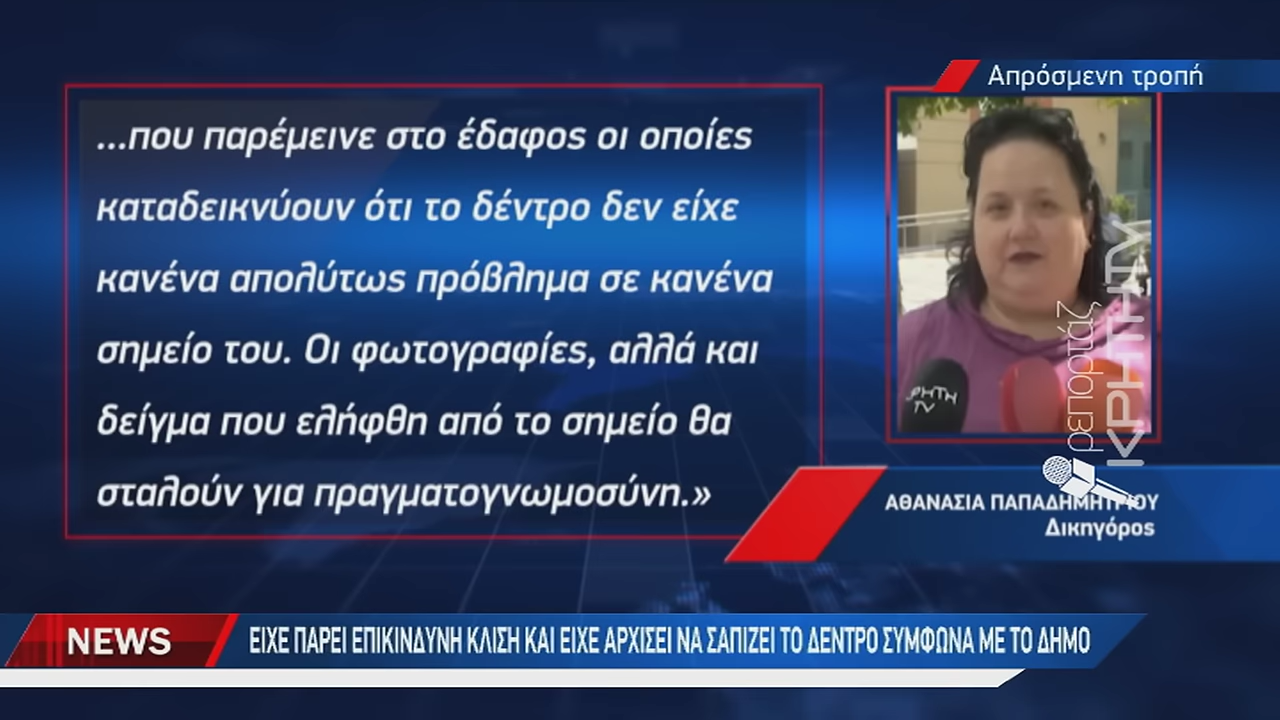 Απρόσμενη τροπή
...που παρέμεινε στο έδαφος οι οποίες
καταδεικνύουν ότι το δέντρο δεν είχε
κανένα απολύτως πρόβλημα σε κανένα
σημείο του. Οι φωτογραφίες, αλλά και
δείγμα που ελήφθη από το σημείο θα
σταλούν για πραγματογνωμοσύνη.»
ΚΡΗΤΗ
TV
ρεπορτάζ
ΚΡΗΤΗTV
ΑΘΑΝΑΣΙΑ ΠΑΠΑΔΗΜΗΤΡΙΟΥ
Δικηγόρος
NEWS
ΕΙΧΕ ΠΑΡΕΙ ΕΠΙΚΙΝΔΥΝΗ ΚΛΙΣΗ ΚΑΙ ΕΙΧΕ ΑΡΧΙΣΕΙ ΝΑ ΣΑΠΙΖΕΙ ΤΟ ΔΕΝΤΡΟ ΣΥΜΦΩΝΑ ΜΕ ΤΟ ΔΗΜΟ